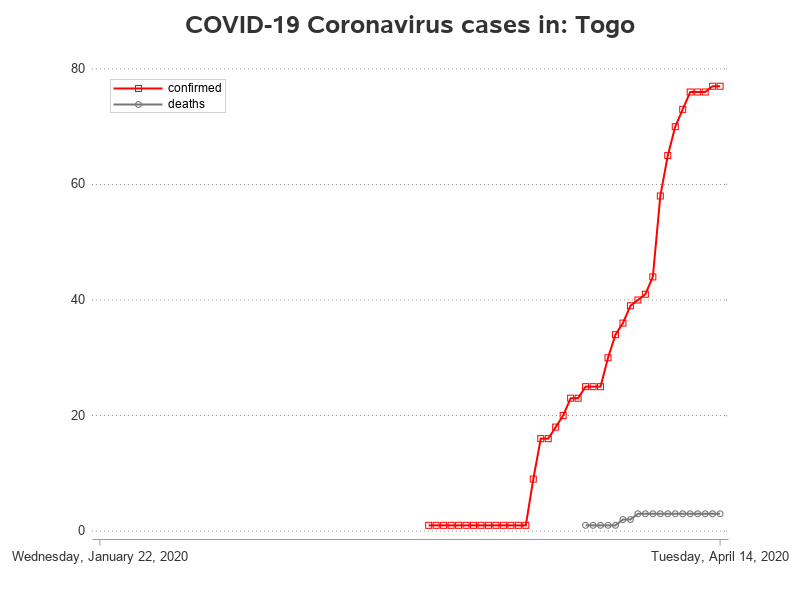 COVID-19 Coronavirus cases in: Togo
80
confirmed
deaths
60
40
20
0
Wednesday, January 22, 2020 Tuesday, April 14, 2020